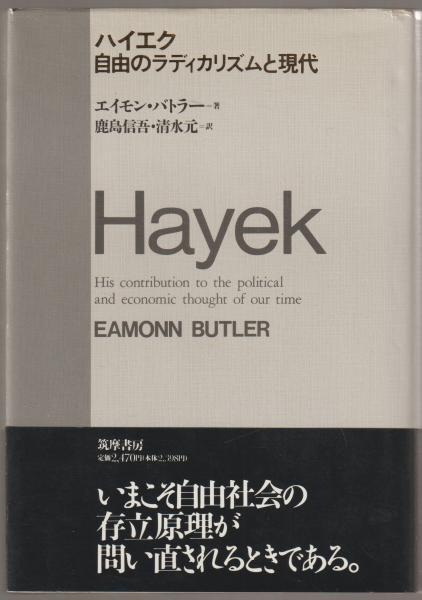 ハイエク
自由のラディカリズムと現代
エイモン・バトラー=著
鹿島信吾・清水元=訳
Hayek
His contribution to the political
and economic thought of our time
EAMONN BUTLER
筑摩書房
定価2,470円(本体2,398円)
いまこそ自由社会の
存立原理が
問い直されるときである。